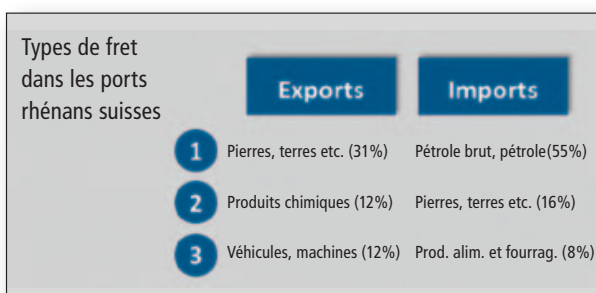 Types de fret
dans les ports
rhénans suisses
Exports Imports
1 Pierres, terres etc. (31%) Pétrole brut, pétrole(55%)
2 Produits chimiques (12%) Pierres, terres etc. (16%)
3 Véhicules, machines (12%) Prod. alim. et fourrag. (8%)